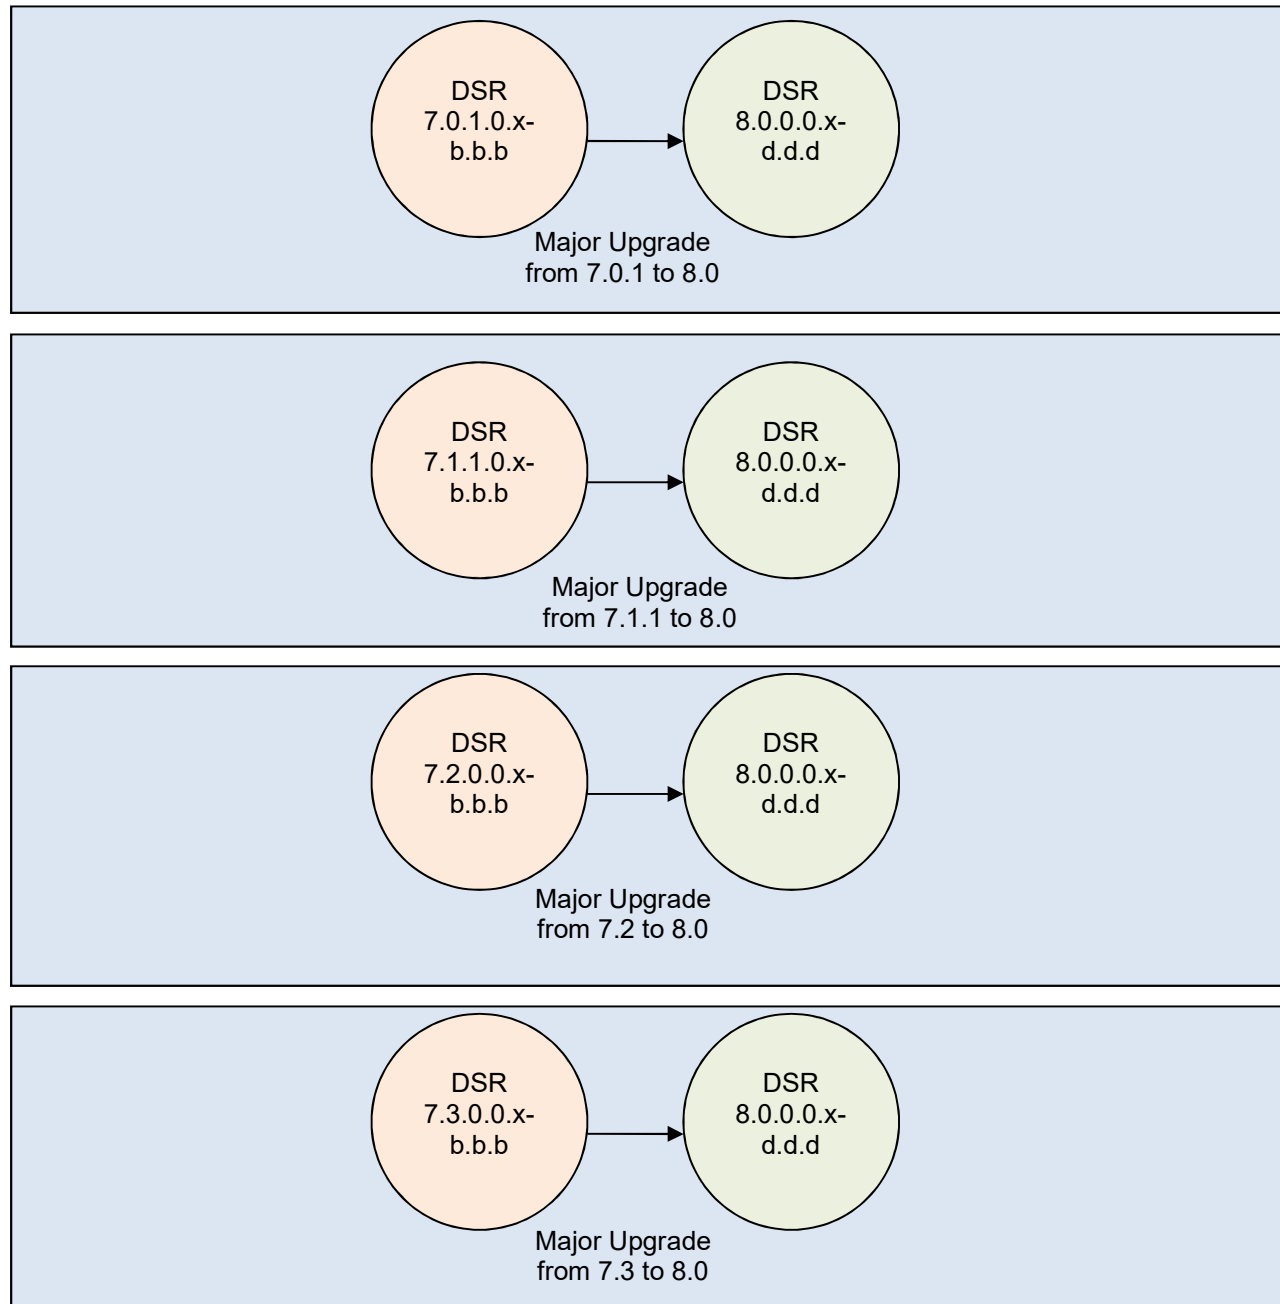 DSR
7.0.1.0.x-
b.b.b
DSR
8.0.0.0.x-
d.d.d
Major Upgrade
from 7.0.1 to 8.0
DSR
7.1.1.0.x-
b.b.b
DSR
8.0.0.0.x-
d.d.d
Major Upgrade
from 7.1.1 to 8.0
DSR
7.2.0.0.x-
b.b.b
DSR
8.0.0.0.x-
d.d.d
Major Upgrade
from 7.2 to 8.0
DSR
7.3.0.0.x-
b.b.b
DSR
8.0.0.0.x-
d.d.d
Major Upgrade
from 7.3 to 8.0